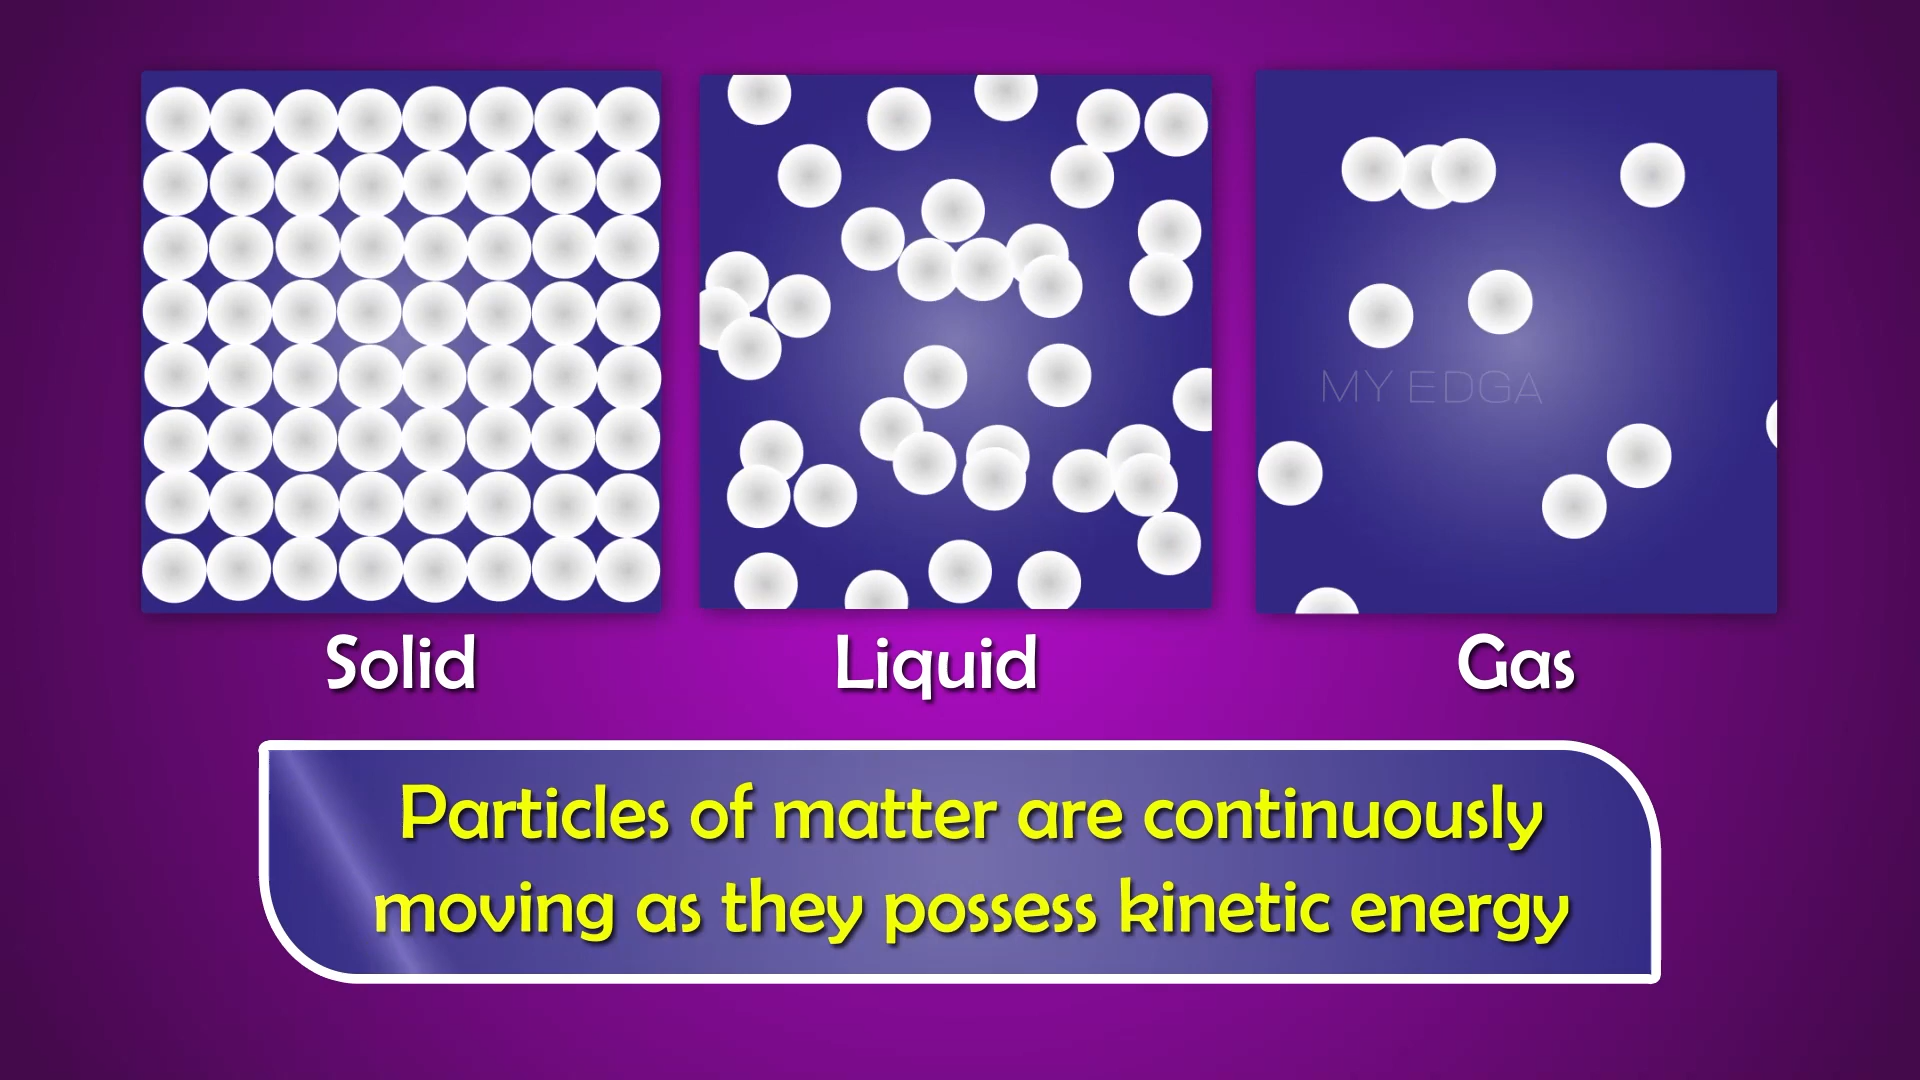 MY EDGA
Solid
Liquid
Gas
Particles of matter are continuously
moving as they possess kinetic energy